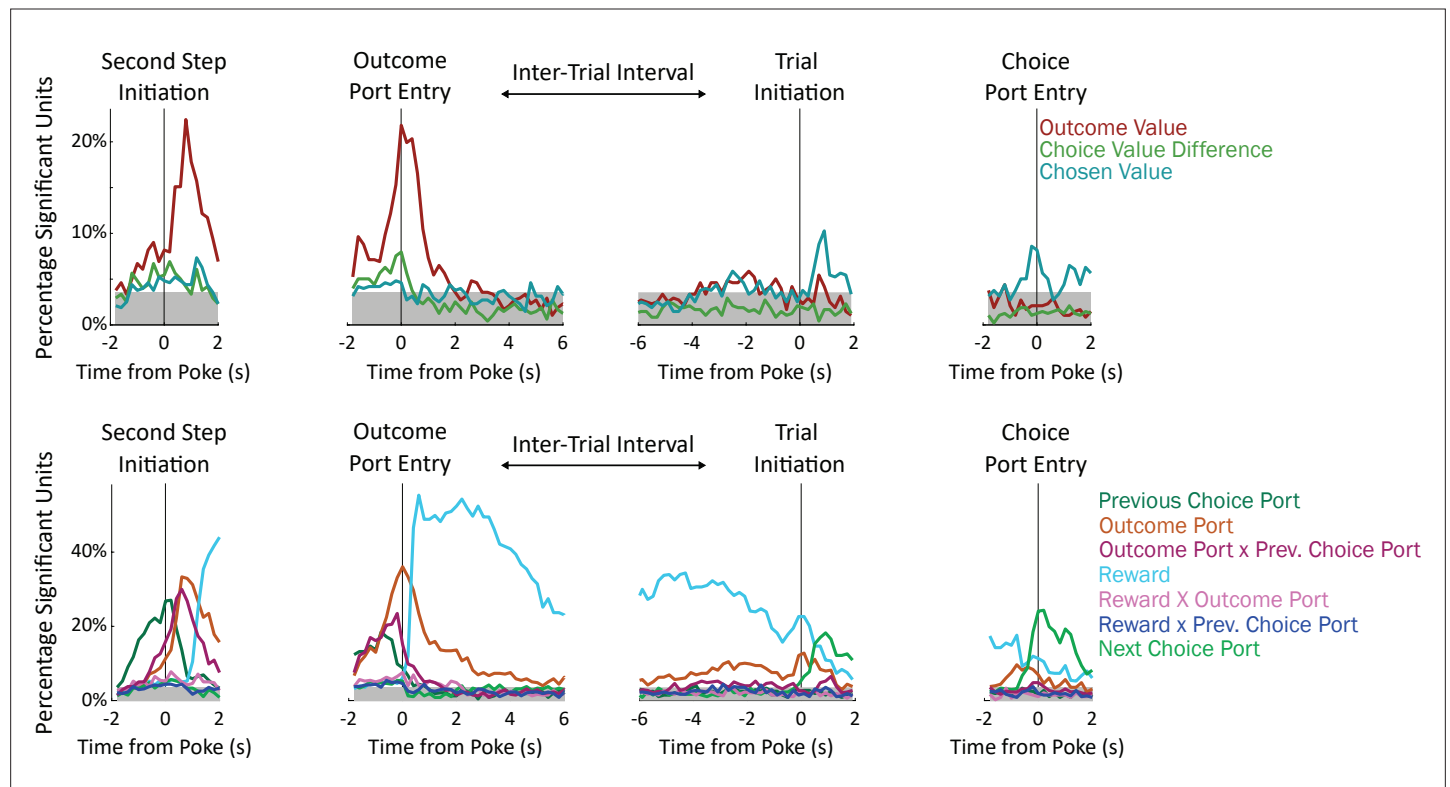 Second Step
Initiation
Outcome
Port Entry
Inter-Trial Interval
Trial
Initiation
Choice
Port Entry
Percentage Significant Units
20%
10%
0%
Outcome Value
Choice Value Difference
Chosen Value
-2 0 2
-2 0 2 4 6
-6 -4 -2 0 2
-2 0 2
Time from Poke (s)
Time from Poke (s)
Time from Poke (s)
Time from Poke (s)
Second Step
Initiation
Outcome
Port Entry
Inter-Trial Interval
Trial
Initiation
Choice
Port Entry
Percentage Significant Units
40%
20%
0%
Previous Choice Port
Outcome Port
Outcome Port x Prev. Choice Port
Reward
Reward X Outcome Port
Reward x Prev. Choice Port
Next Choice Port
-2 0 2
-2 0 2 4 6
-6 -4 -2 0 2
-2 0 2
Time from Poke (s)
Time from Poke (s)
Time from Poke (s)
Time from Poke (s)